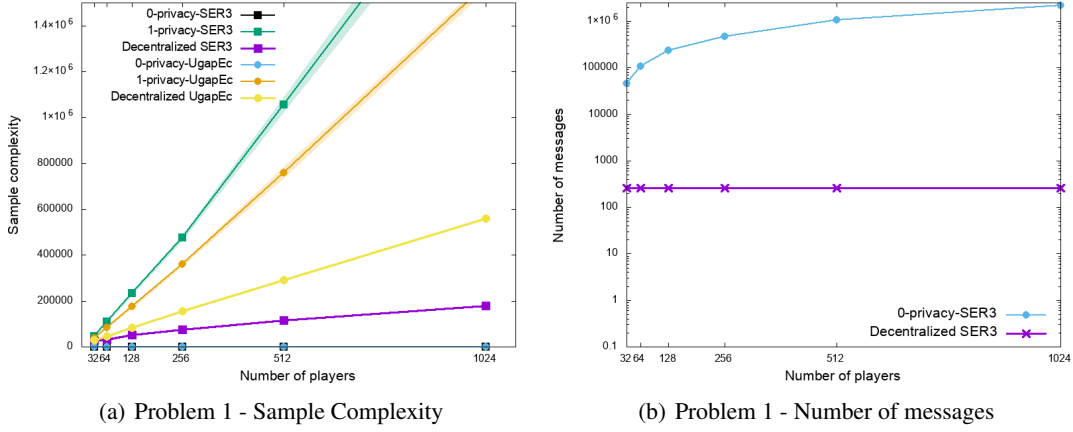 0-privacy-SER3
1-privacy-SER3
Decentralized SER3
0-privacy-UgapEc
1-privacy-UgapEc
Decentralized UgapEc
1.4×10^6
1.2×10^6
1×10^6
800000
600000
400000
200000
0
Sample complexity
3264 128 256 512 1024
Number of players
(a) Problem 1 - Sample Complexity
1×10^6
100000
10000
1000
100
10
1
0.1
Number of messages
0-privacy-SER3
Decentralized SER3
32 64 128 256 512 1024
Number of players
(b) Problem 1 - Number of messages